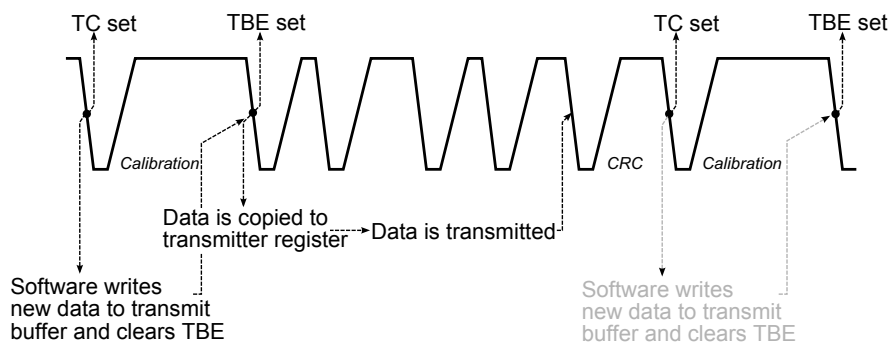 TC set
TBE set
TC set
TBE set
Calibration
CRC
Calibration
Data is copied to
transmitter register
Data is transmitted
Software writes
new data to transmit
buffer and clears TBE
Software writes
new data to transmit
buffer and clears TBE